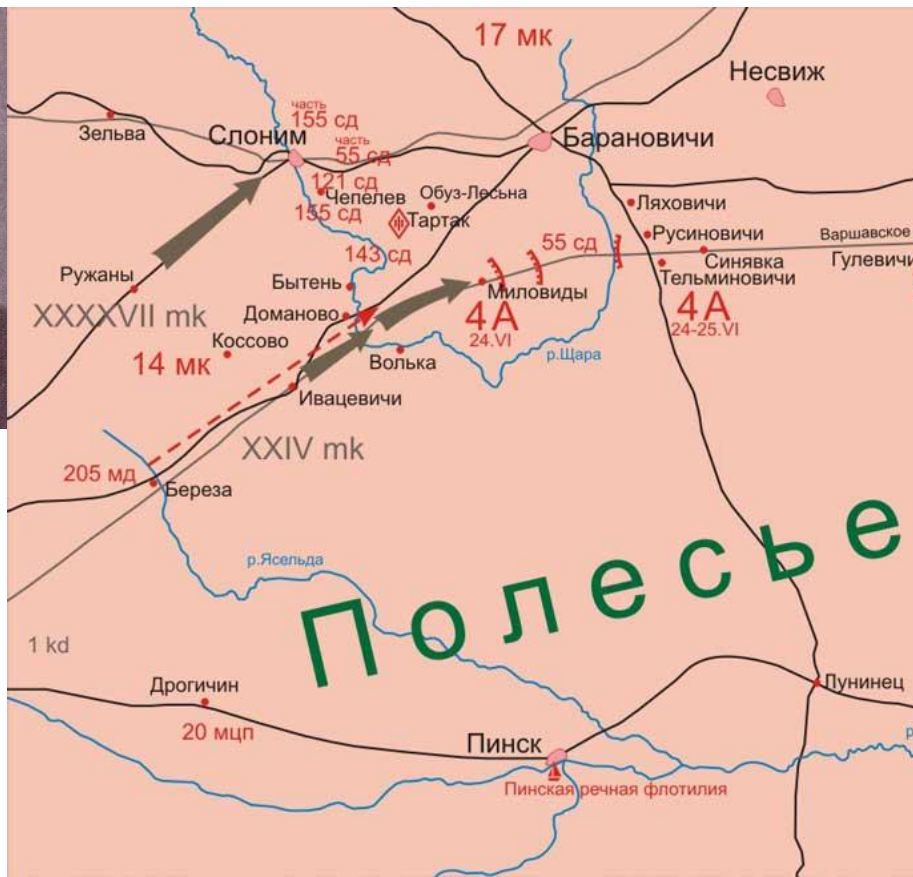 17 мк
Несвиж
часть
155 сд
Зельва
Слоним
часть
55 сд
Барановичи
121 сд
Чепелев
155 сд
Обуз-Лесьна
Тартак
Ляховичи
Русиновичи
Варшавское
143 сд
55 сд
Синявка
Гулевичи
Ружаны
Бытень
Миловиды
Тельминовичи
XXXXVII mk
Доманово
4А
24.VI
4А
24-25.VI
14 мк
Коссово
Волька
р.Щара
Ивацевичи
XXIV mk
205 мд
Береза
р.Ясельда
Полесье
1 kd
Дрогичин
Лунинец
20 мцп
Пинск
р
Пинская речная флотилия